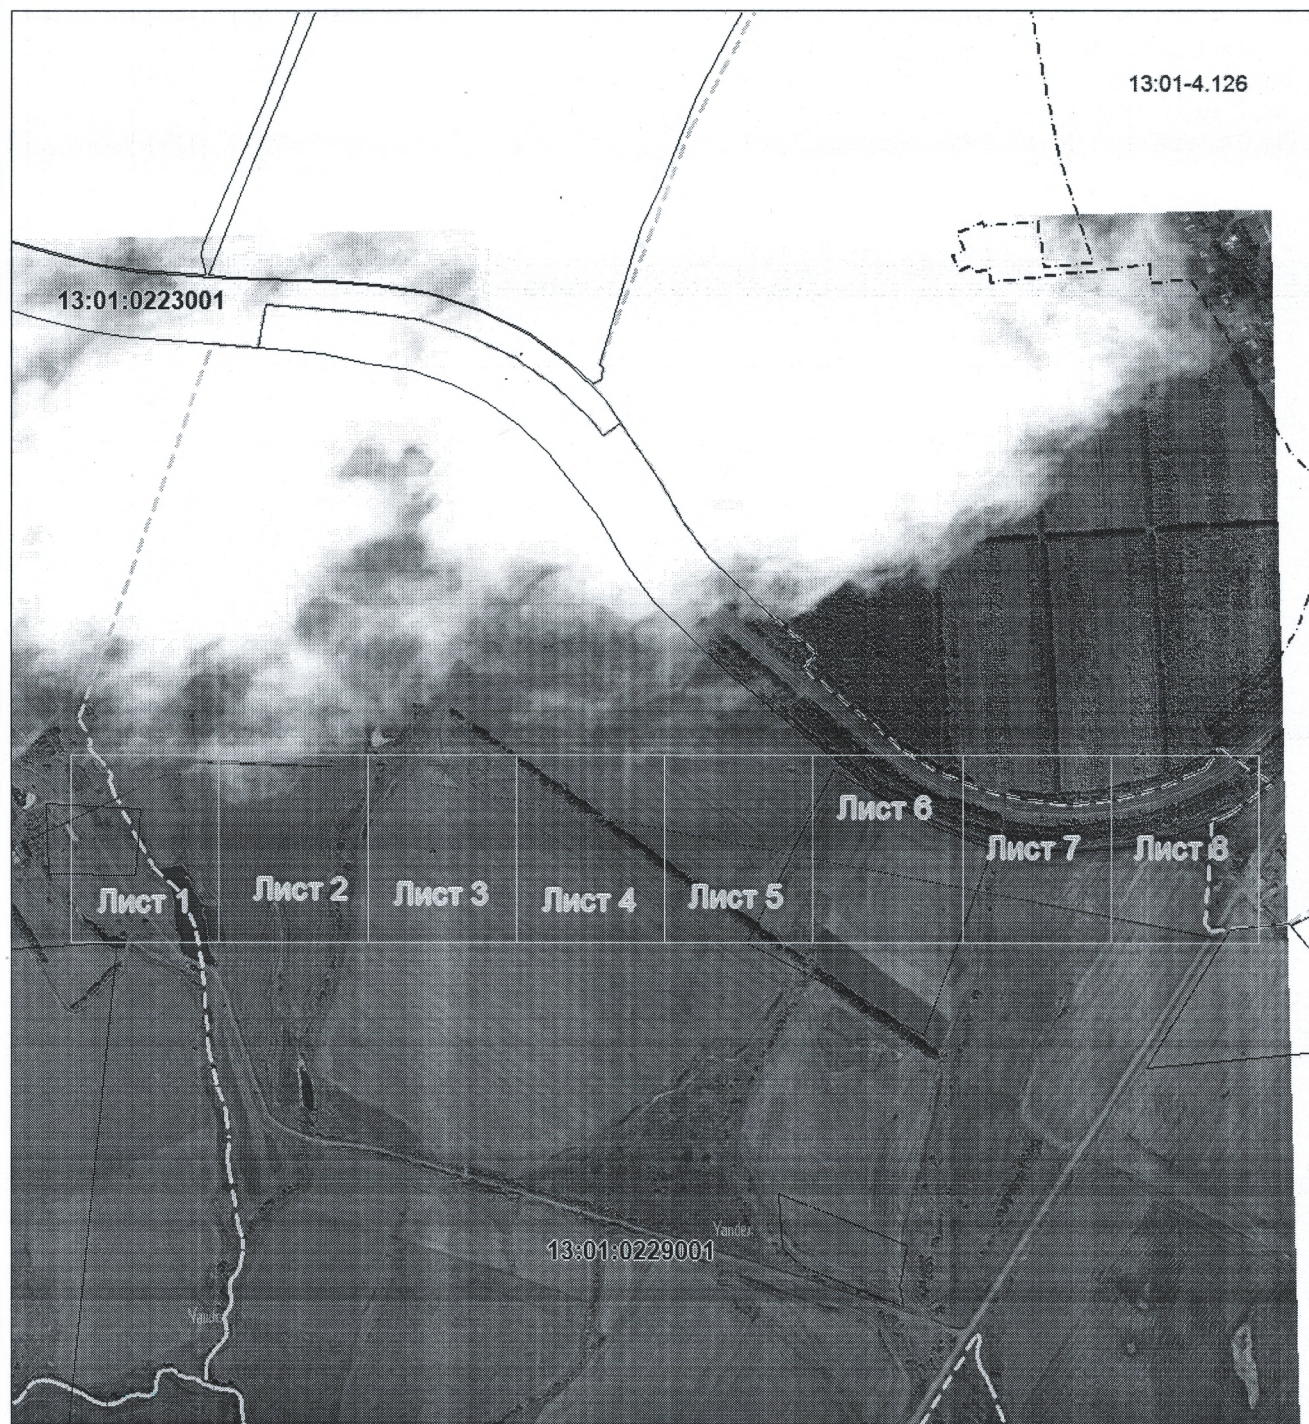 13:01-4.126
13:01:0223001
Лист 6
Лист 7
Лист 8
Лист 1
Лист 2
Лист 3
Лист 4
Лист 5
Yandex
13:01:0229001
Yandex